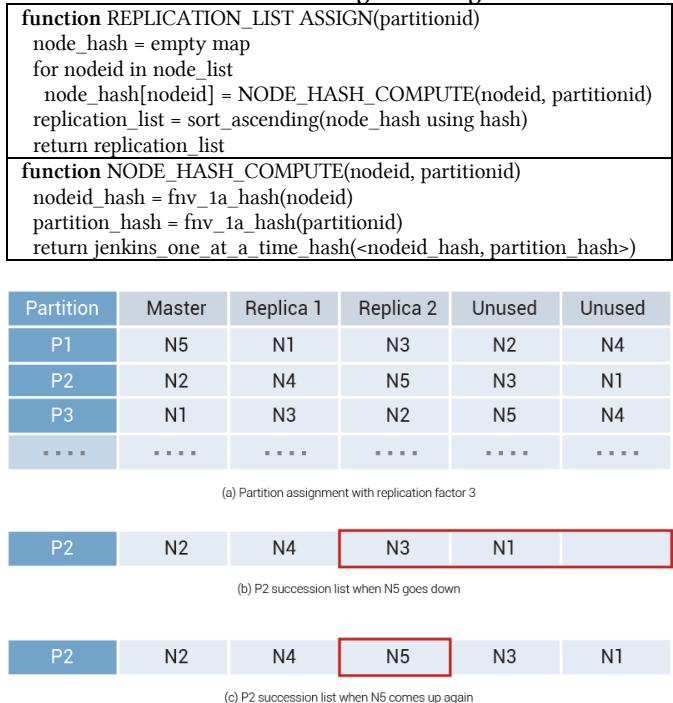 function REPLICATION_LIST ASSIGN(partitionid)
node_hash = empty map
for nodeid in node_list
node_hash[nodeid] = NODE_HASH_COMPUTE(nodeid, partitionid)
replication_list = sort_ascending(node_hash using hash)
return replication_list
function NODE_HASH_COMPUTE(nodeid, partitionid)
nodeid_hash = fnv_1a_hash(nodeid)
partition_hash = fnv_1a_hash(partitionid)
return jenkins_one_at_a_time_hash(<nodeid_hash, partition_hash>)
Partition Master Replica 1 Replica 2 Unused Unused
P1 N5 N1 N3 N2 N4
P2 N2 N4 N5 N3 N1
P3 N1 N3 N2 N5 N4
.... .... .... .... .... ....
(a) Partition assignment with replication factor 3
P2 N2 N4 N3 N1
(b) P2 succession list when N5 goes down
P2 N2 N4 N5 N3 N1
(c) P2 succession list when N5 comes up again